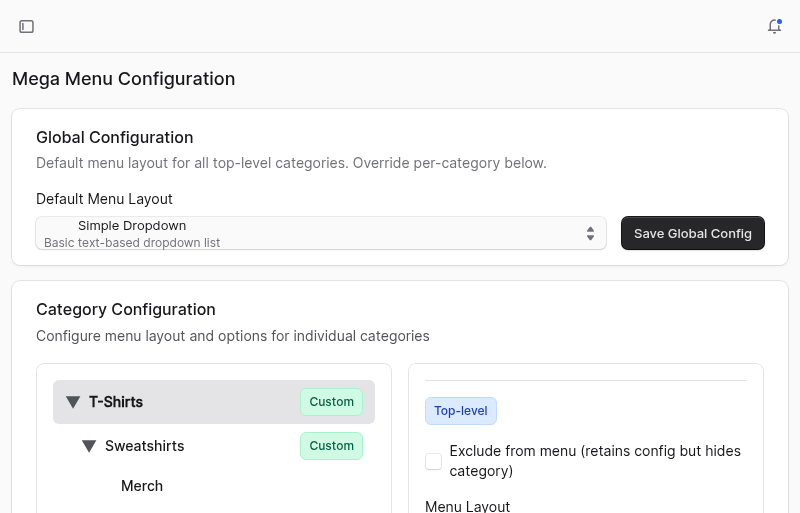 Mega Menu Configuration
Global Configuration
Default menu layout for all top-level categories. Override per-category below.
Default Menu Layout
Simple Dropdown
Basic text-based dropdown list
Save Global Config
Category Configuration
Configure menu layout and options for individual categories
T-Shirts
Custom
Sweatshirts
Custom
Merch
Top-level
Exclude from menu (retains config but hides
category)
Menu Layout